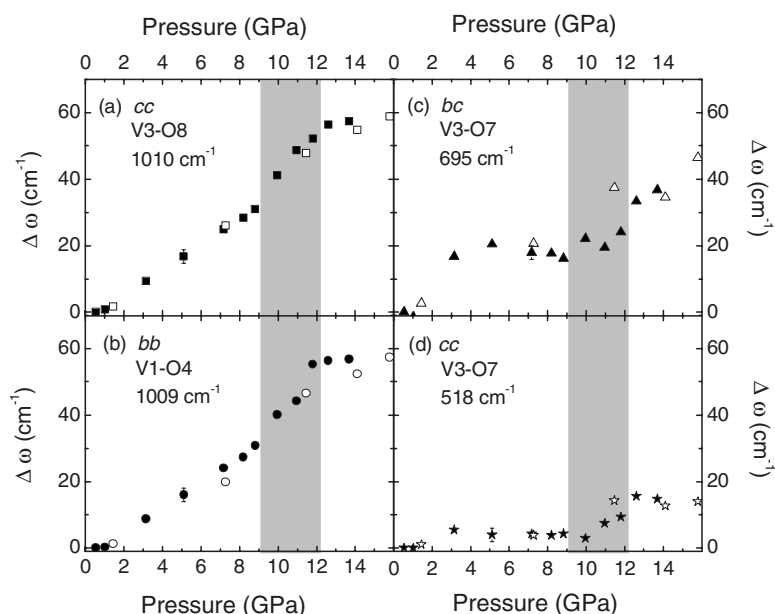 Pressure (GPa) Pressure (GPa)
0 2 4 6 8 10 12 14 0 2 4 6 8 10 12 14
(a) cc
V3-O8
1010 cm⁻¹
(c) bc
V3-O7
695 cm⁻¹
60
40
20
0
Δ ω (cm⁻¹)
60
40
20
0
Δ ω (cm⁻¹)
(b) bb
V1-O4
1009 cm⁻¹
(d) cc
V3-O7
518 cm⁻¹
60
40
20
0
Δ ω (cm⁻¹)
60
40
20
0
Δ ω (cm⁻¹)
0 2 4 6 8 10 12 14 0 2 4 6 8 10 12 14
Pressure (GPa) Pressure (GPa)